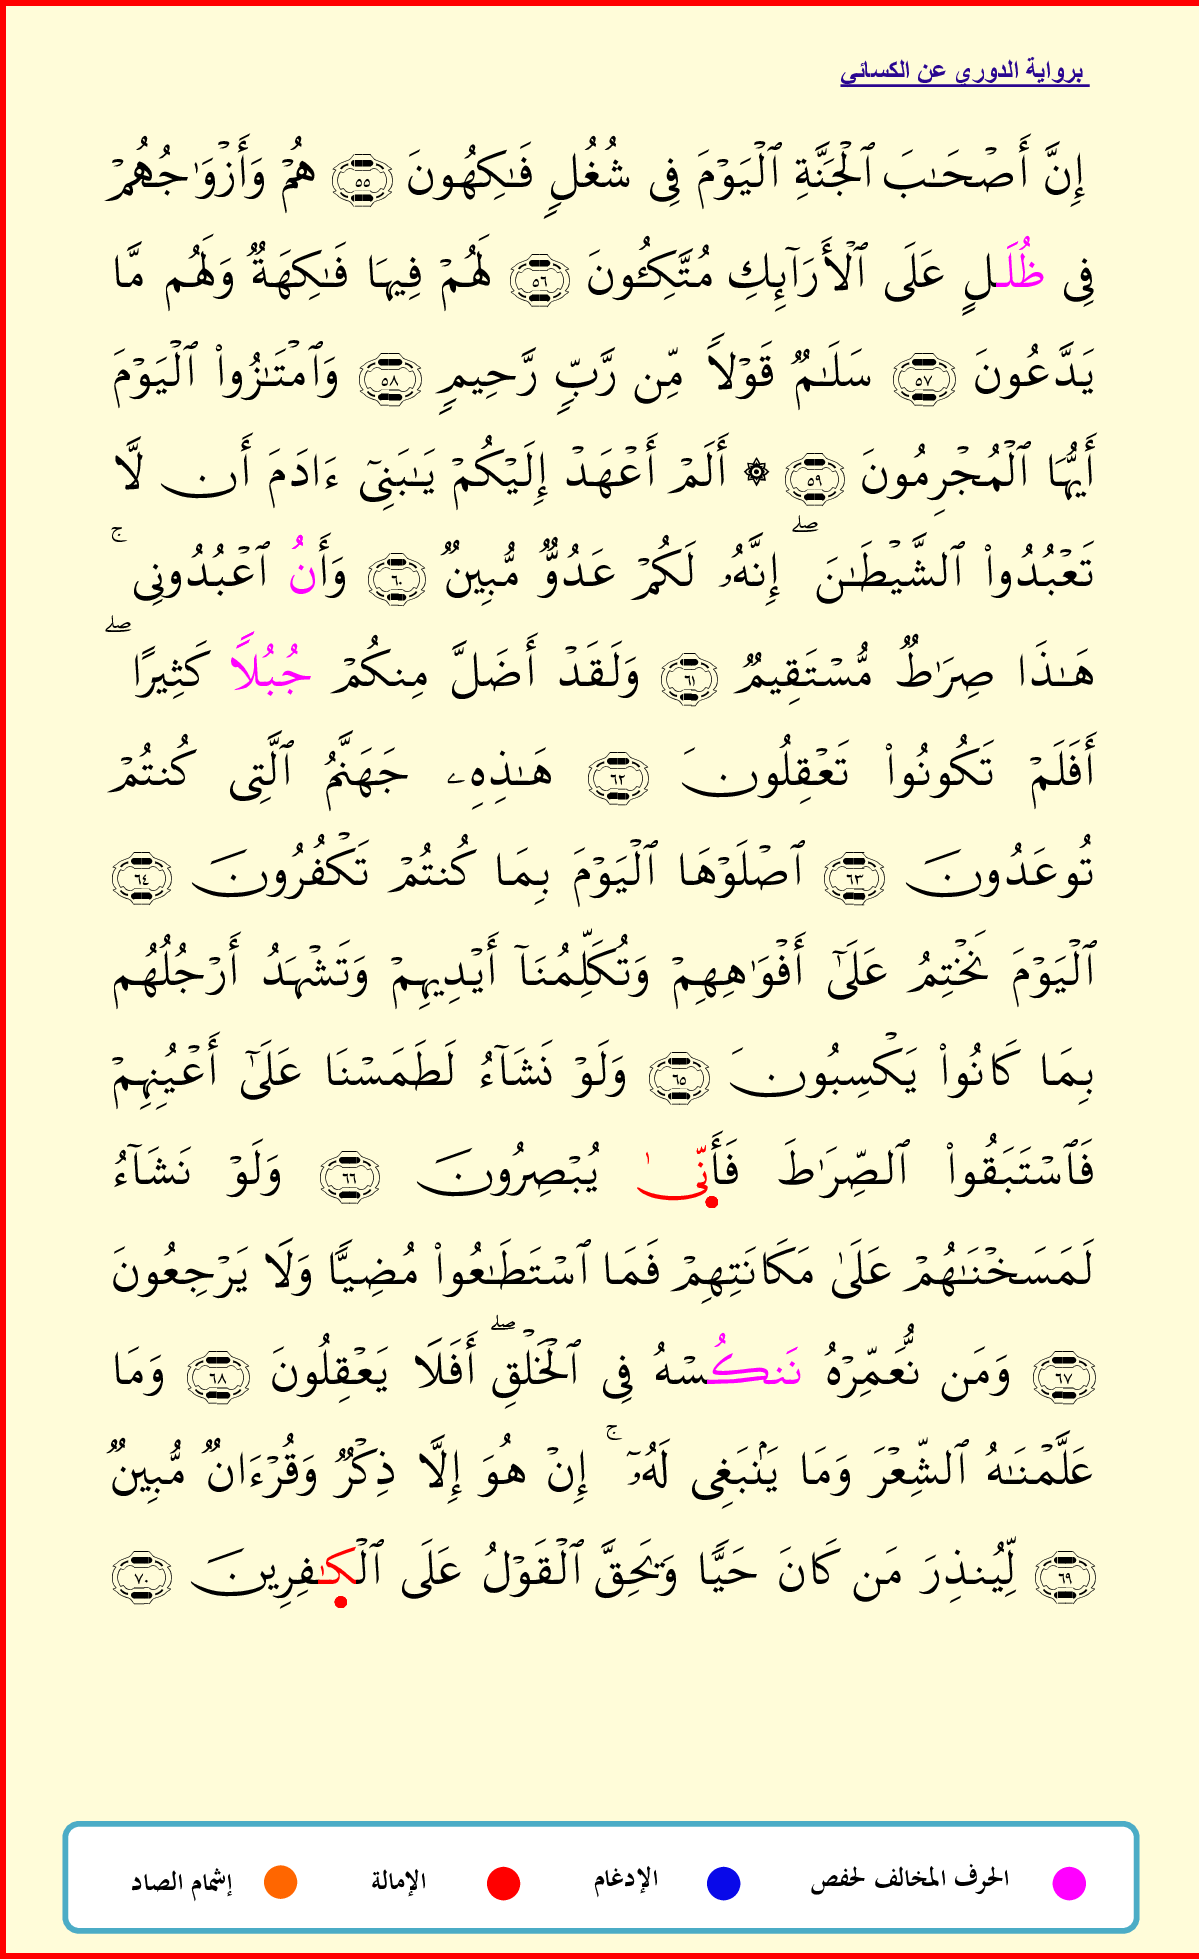 برواية الدوري عن الكسائي
إِنَّ أَصْحَـٰبَ ٱلْجَنَّةِ ٱلْيَوْمَ فِى شُغُلٍ فَـٰكِهُونَ ٥٥ هُمْ وَأَزْوَٰجُهُمْ
فِى ظُلَـلٍ عَلَى ٱلْأَرَآئِكِ مُتَّكِـُٔونَ ٥٦ لَهُمْ فِيهَا فَـٰكِهَةٌ وَلَهُم مَّا
يَدَّعُونَ ٥٧ سَلَـٰمٌ قَوْلًا مِّن رَّبٍّ رَّحِيمٍ ٥٨ وَٱمْتَـٰزُوا۟ ٱلْيَوْمَ
أَيُّهَا ٱلْمُجْرِمُونَ ٥٩ ۞ أَلَمْ أَعْهَدْ إِلَيْكُمْ يَـٰبَنِىٓ ءَادَمَ أَن لَّا
تَعْبُدُوا۟ ٱلشَّيْطَـٰنَ ۖ إِنَّهُۥ لَكُمْ عَدُوٌّ مُّبِينٌ ٦٠ وَأَنُ ٱعْبُدُونِى ۚ
هَـٰذَا صِرَٰطٌ مُّسْتَقِيمٌ ٦١ وَلَقَدْ أَضَلَّ مِنكُمْ جُبُلًا كَثِيرًا ۖ
أَفَلَمْ تَكُونُوا۟ تَعْقِلُونَ ٦٢ هَـٰذِهِۦ جَهَنَّمُ ٱلَّتِى كُنتُمْ
تُوعَدُونَ ٦٣ ٱصْلَوْهَا ٱلْيَوْمَ بِمَا كُنتُمْ تَكْفُرُونَ ٦٤
ٱلْيَوْمَ نَخْتِمُ عَلَىٰٓ أَفْوَٰهِهِمْ وَتُكَلِّمُنَآ أَيْدِيهِمْ وَتَشْهَدُ أَرْجُلُهُم
بِمَا كَانُوا۟ يَكْسِبُونَ ٦٥ وَلَوْ نَشَآءُ لَطَمَسْنَا عَلَىٰٓ أَعْيُنِهِمْ
فَٱسْتَبَقُوا۟ ٱلصِّرَٰطَ فَأَنّىٰ يُبْصِرُونَ ٦٦ وَلَوْ نَشَآءُ
لَمَسَخْنَـٰهُمْ عَلَىٰ مَكَانَتِهِمْ فَمَا ٱسْتَطَـٰعُوا۟ مُضِيًّا وَلَا يَرْجِعُونَ
٦٧ وَمَن نُّعَمِّرْهُ نَنكُسْهُ فِى ٱلْخَلْقِ ۖ أَفَلَا يَعْقِلُونَ ٦٨ وَمَا
عَلَّمْنَـٰهُ ٱلشِّعْرَ وَمَا يَنۢبَغِى لَهُۥٓ ۚ إِنْ هُوَ إِلَّا ذِكْرٌ وَقُرْءَانٌ مُّبِينٌ
٦٩ لِّيُنذِرَ مَن كَانَ حَيًّا وَيَحِقَّ ٱلْقَوْلُ عَلَى ٱلْكـٰفِرِينَ ٧٠
الحرف المخالف لحفص الإدغام الإمالة إشمام الصاد